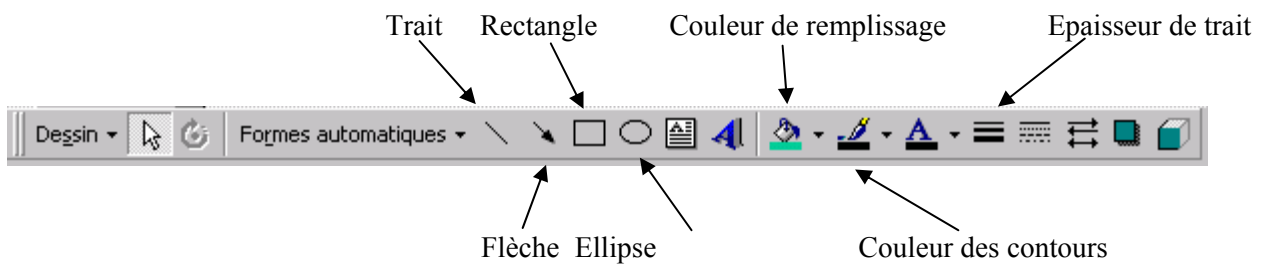 Trait Rectangle Couleur de remplissage Epaisseur de trait
Dessin Formes automatiques A
Flèche Ellipse Couleur des contours